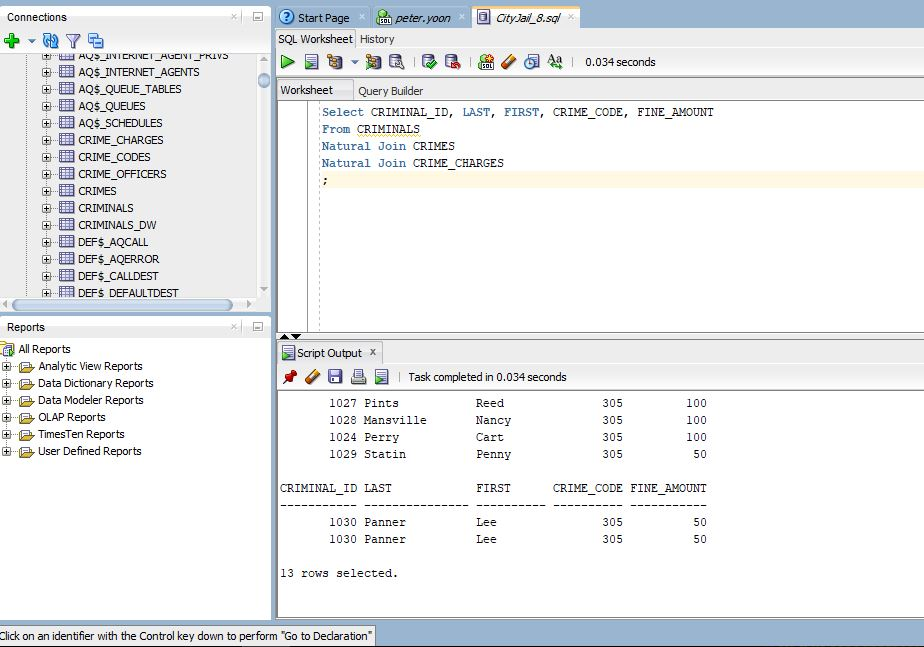 Connections
AQ$_INTERNET_AGENT_PRIVS
AQ$_INTERNET_AGENTS
AQ$_QUEUE_TABLES
AQ$_QUEUES
AQ$_SCHEDULES
CRIME_CHARGES
CRIME_CODES
CRIME_OFFICERS
CRIMES
CRIMINALS
CRIMINALS_DW
DEF$_AQCALL
DEF$_AQERROR
DEF$_CALLDEST
DEF$_DEFAULTDEST
Reports
All Reports
Analytic View Reports
Data Dictionary Reports
Data Modeler Reports
OLAP Reports
TimesTen Reports
User Defined Reports
Start Page peter.yoon CityJail_8.sql
SQL Worksheet History
0.034 seconds
Worksheet Query Builder
Select CRIMINAL_ID, LAST, FIRST, CRIME_CODE, FINE_AMOUNT
From CRIMINALS
Natural Join CRIMES
Natural Join CRIME_CHARGES
;
Script Output x
Task completed in 0.034 seconds
1027 Pints Reed 305 100
1028 Mansville Nancy 305 100
1024 Perry Cart 305 100
1029 Statin Penny 305 50
CRIMINAL_ID LAST FIRST CRIME_CODE FINE_AMOUNT
----------- --------------- ---------- ---------- -----------
1030 Panner Lee 305 50
1030 Panner Lee 305 50
13 rows selected.
Click on an identifier with the Control key down to perform "Go to Declaration"